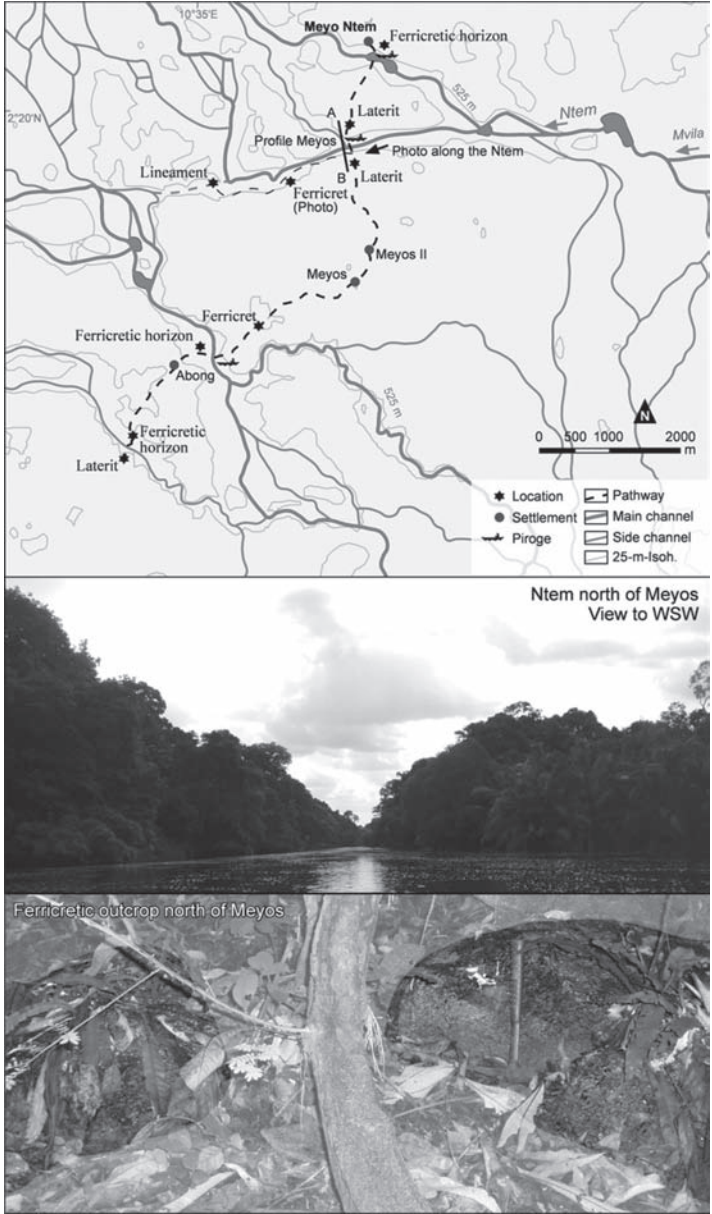 10°35'E
Meyo Ntem
Ferricretic horizon
525 m
2°20'N
A
Laterit
Ntem
Profile Meyos
Mvila
Photo along the Ntem
Lineament
B
Laterit
Ferricret
(Photo)
Meyos II
Meyos
Ferricret
Ferricretic horizon
Abong
525 m
N
Ferricretic
horizon
0 500 1000 2000
m
Laterit
Location
Pathway
Settlement
Main channel
Piroge
Side channel
25-m-Isoh.
Ntem north of Meyos
View to WSW
Ferricretic outcrop north of Meyos